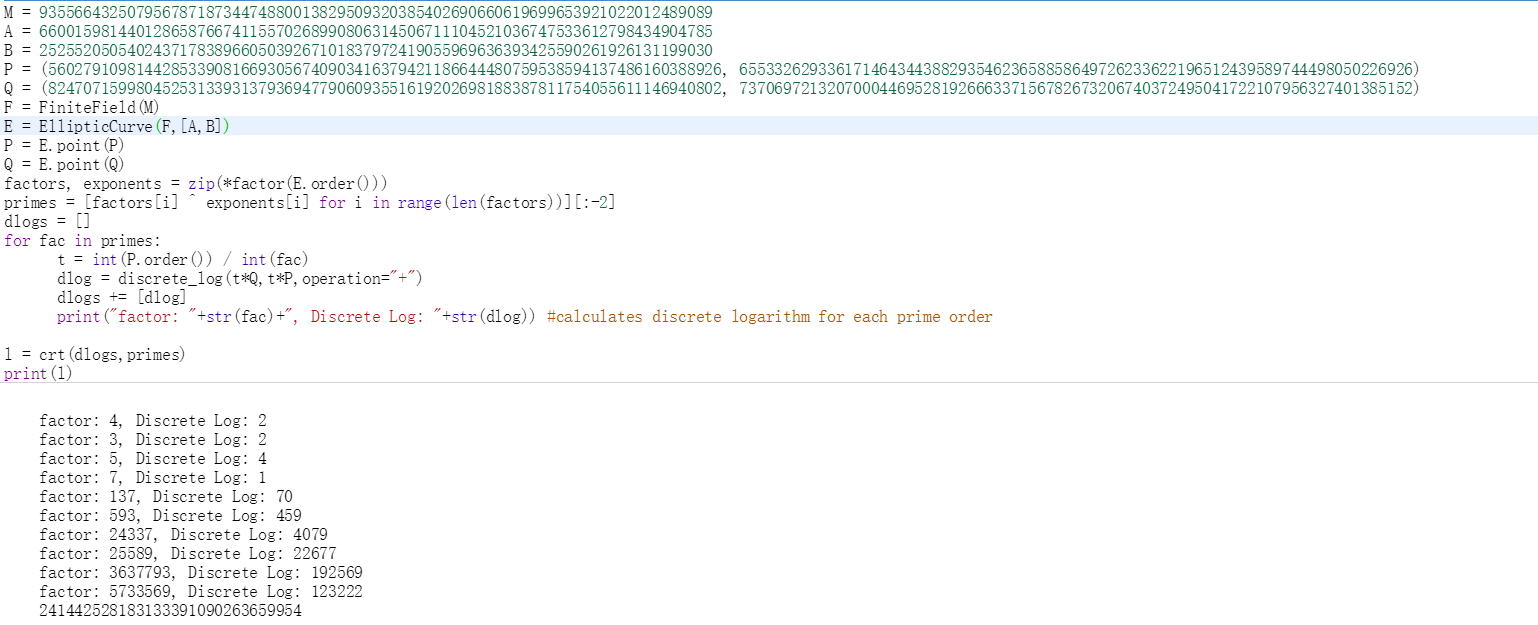 M = 93556643250795678718734474880013829509320385402690660619699653921022012489089
A = 66001598144012865876674115570268990806314506711104521036747533612798434904785
B = 25255205054024371783896605039267101837972419055969636393425590261926131199030
P = (56027910981442853390816693056740903416379421186644480759538594137486160388926, 65533262933617146434438829354623658858649726233622196512439589744498050226926)
Q = (82470715998045253133931379369477906093551619202698188387811754055611146940802, 73706972132070004469528192666337156782673206740372495041722107956327401385152)
F = FiniteField(M)
E = EllipticCurve(F,[A,B])
P = E.point(P)
Q = E.point(Q)
factors, exponents = zip(*factor(E.order()))
primes = [factors[i] ^ exponents[i] for i in range(len(factors))][:-2]
dlogs = []
for fac in primes:
t = int(P.order()) / int(fac)
dlog = discrete_log(t*Q,t*P,operation="+")
dlogs += [dlog]
print("factor: "+str(fac)+", Discrete Log: "+str(dlog)) #calculates discrete logarithm for each prime order
l = crt(dlogs,primes)
print(l)
factor: 4, Discrete Log: 2
factor: 3, Discrete Log: 2
factor: 5, Discrete Log: 4
factor: 7, Discrete Log: 1
factor: 137, Discrete Log: 70
factor: 593, Discrete Log: 459
factor: 24337, Discrete Log: 4079
factor: 25589, Discrete Log: 22677
factor: 3637793, Discrete Log: 192569
factor: 5733569, Discrete Log: 123222
2414425281831333910902636599​54